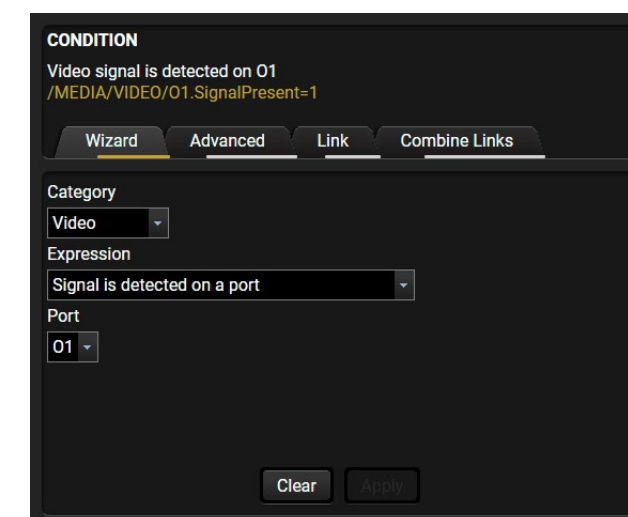 CONDITION
Video signal is detected on O1
/MEDIA/VIDEO/O1.SignalPresent=1
Wizard Advanced Link Combine Links
Category
Video
Expression
Signal is detected on a port
Port
O1
Clear Apply